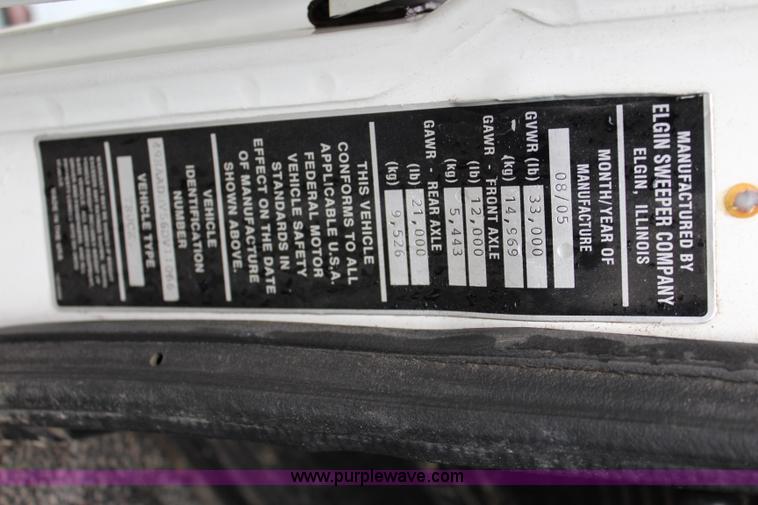 MANUFACTURED BY
ELGIN SWEEPER COMPANY
ELGIN, ILLINOIS
MONTH/YEAR OF
MANUFACTURE
08/05
GVWR (lb) 33,000
(kg) 14,969
GAWR - FRONT AXLE
(lb) 12,000
(kg) 5,443
GAWR - REAR AXLE
(lb) 21,000
(kg) 9,526
THIS VEHICLE
CONFORMS TO ALL
APPLICABLE U.S.A.
FEDERAL MOTOR
VEHICLE SAFETY
STANDARDS IN
EFFECT ON THE DATE
OF MANUFACTURE
SHOWN ABOVE.
VEHICLE
IDENTIFICATION
NUMBER
VEHICLE TYPE
www.purplewave.com